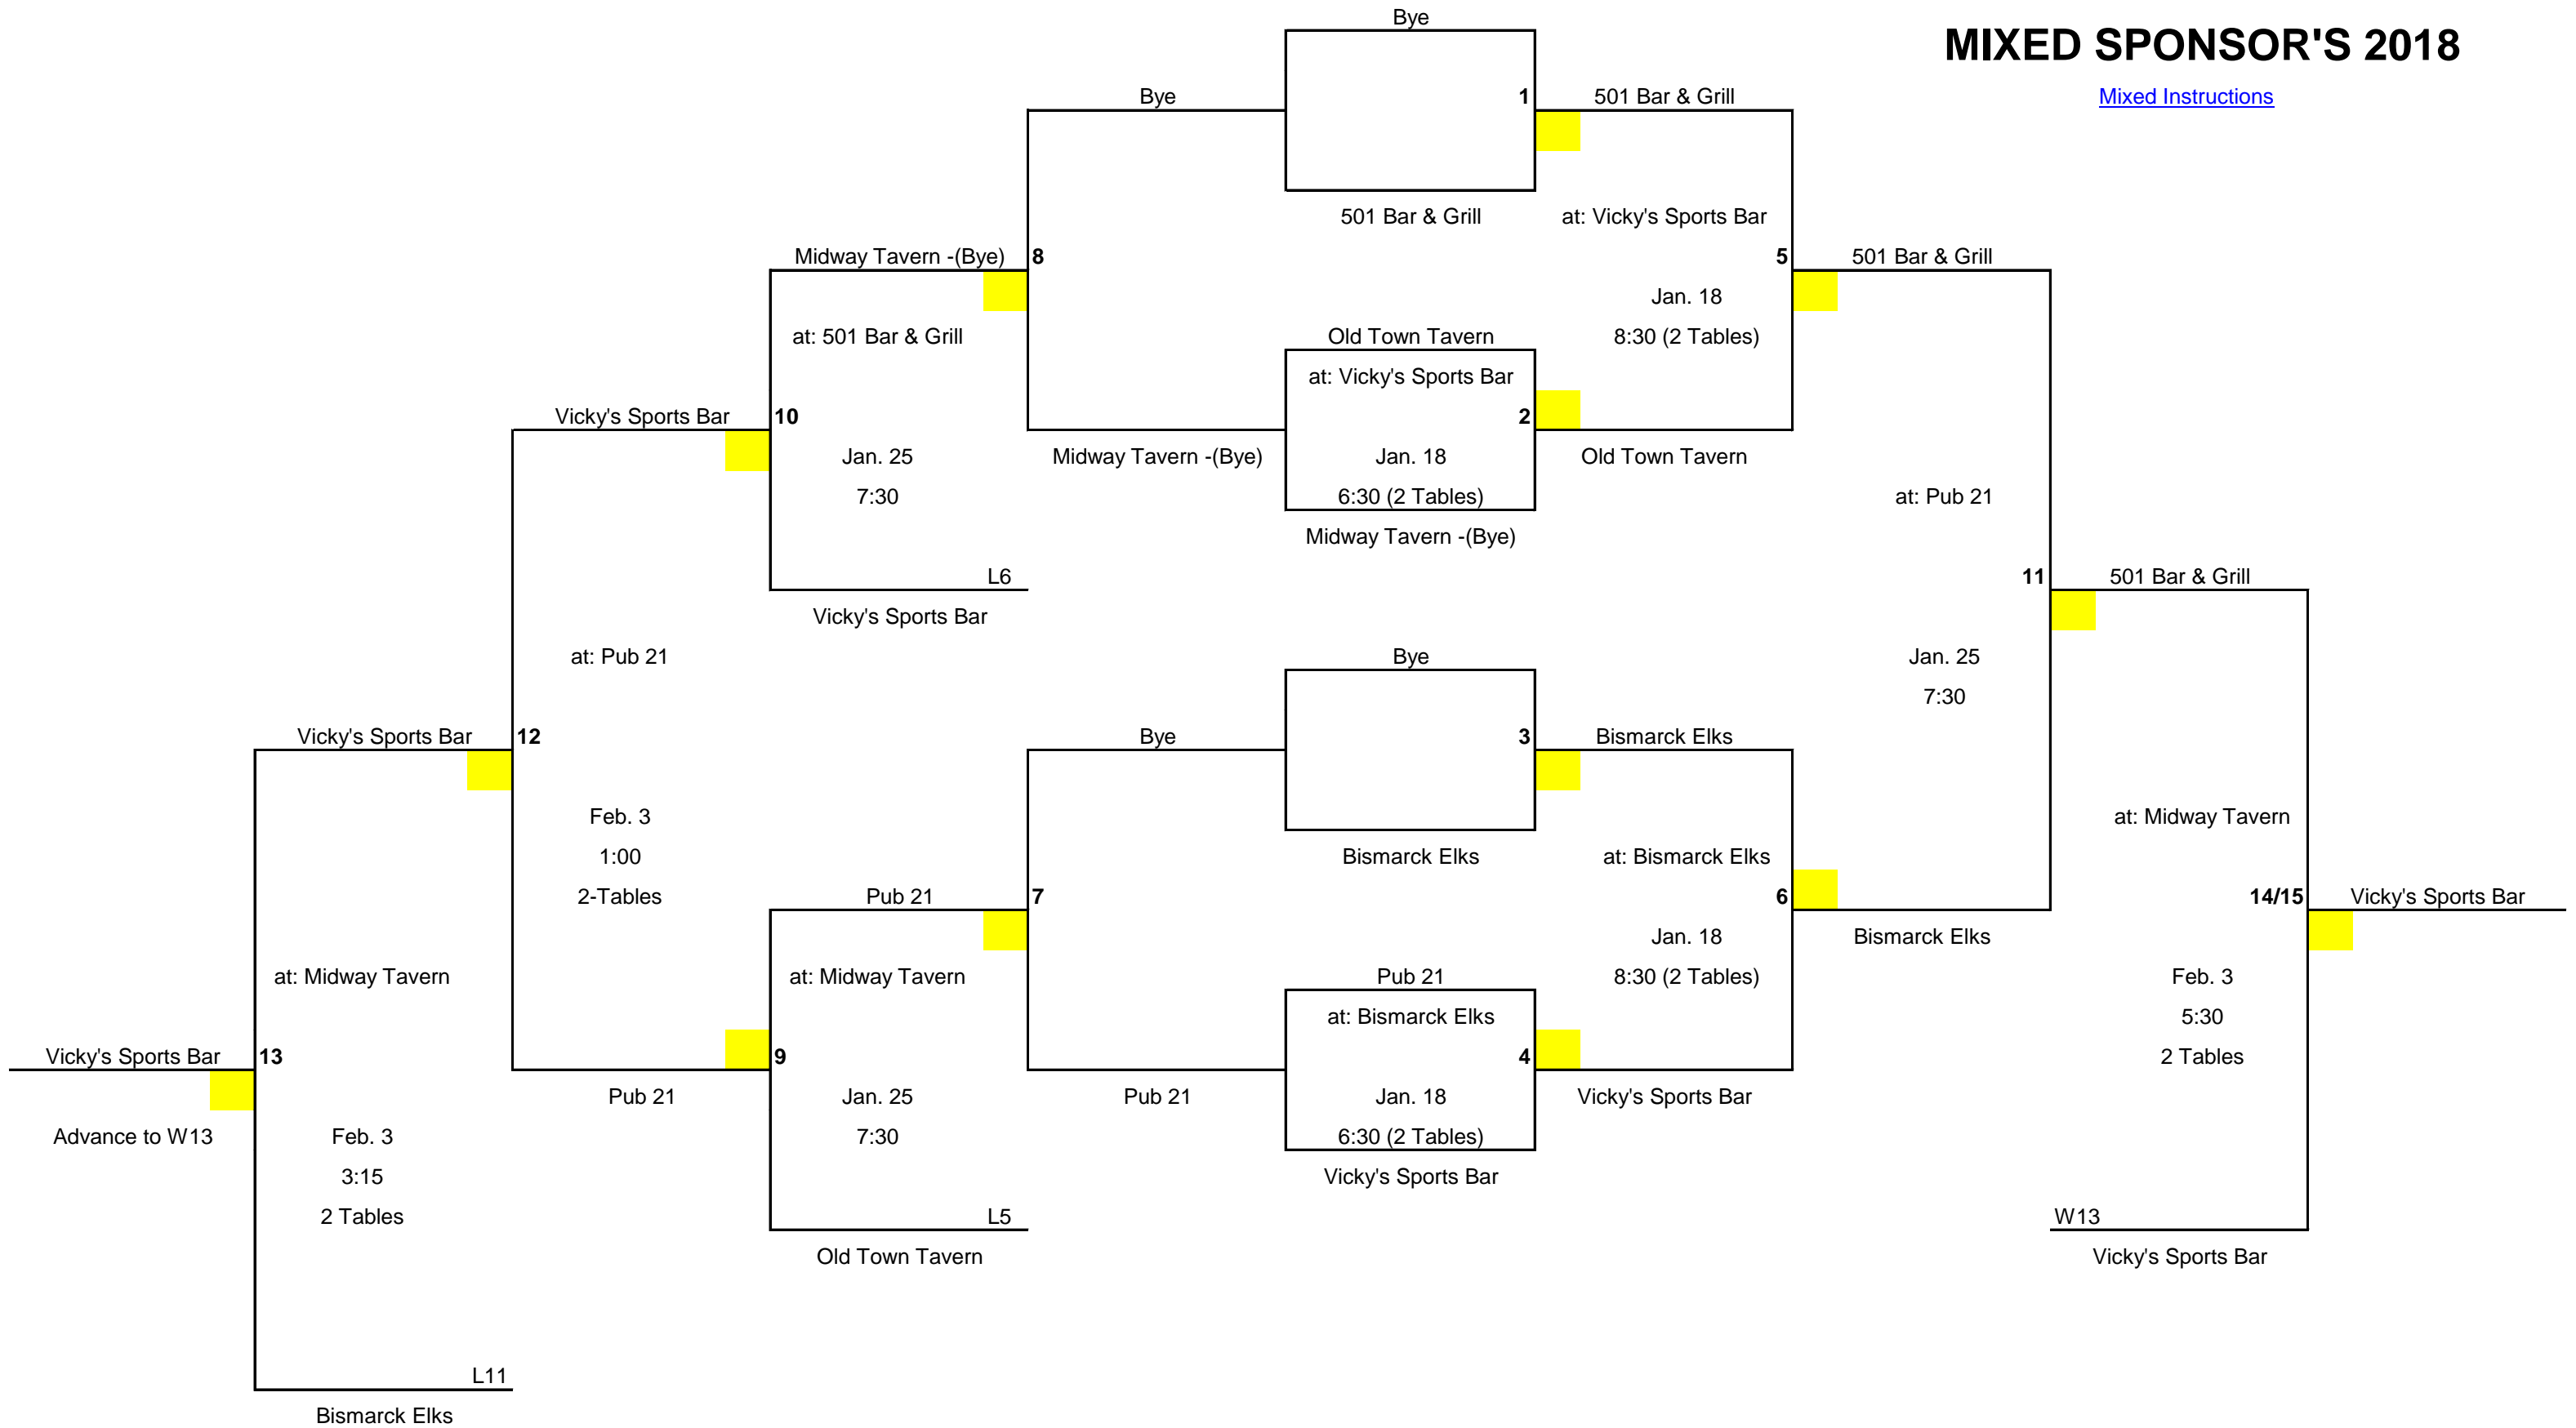 Bye
MIXED SPONSOR'S 2018
Bye
1
501 Bar & Grill
Mixed Instructions
501 Bar & Grill
at: Vicky's Sports Bar
Midway Tavern -(Bye)
8
5
501 Bar & Grill
Jan. 18
at: 501 Bar & Grill
Old Town Tavern
8:30 (2 Tables)
at: Vicky's Sports Bar
Vicky's Sports Bar
10
2
Jan. 25
Midway Tavern -(Bye)
Jan. 18
Old Town Tavern
7:30
6:30 (2 Tables)
at: Pub 21
Midway Tavern -(Bye)
L6
11
501 Bar & Grill
Vicky's Sports Bar
at: Pub 21
Bye
Jan. 25
7:30
Vicky's Sports Bar
12
Bye
3
Bismarck Elks
Feb. 3
at: Midway Tavern
1:00
Bismarck Elks
at: Bismarck Elks
2-Tables
Pub 21
7
6
14/15
Vicky's Sports Bar
Jan. 18
Bismarck Elks
at: Midway Tavern
at: Midway Tavern
Pub 21
8:30 (2 Tables)
Feb. 3
at: Bismarck Elks
5:30
Vicky's Sports Bar
13
9
4
2 Tables
Pub 21
Jan. 25
Pub 21
Jan. 18
Vicky's Sports Bar
Advance to W13
Feb. 3
7:30
6:30 (2 Tables)
3:15
Vicky's Sports Bar
2 Tables
L5
W13
Old Town Tavern
Vicky's Sports Bar
L11
Bismarck Elks